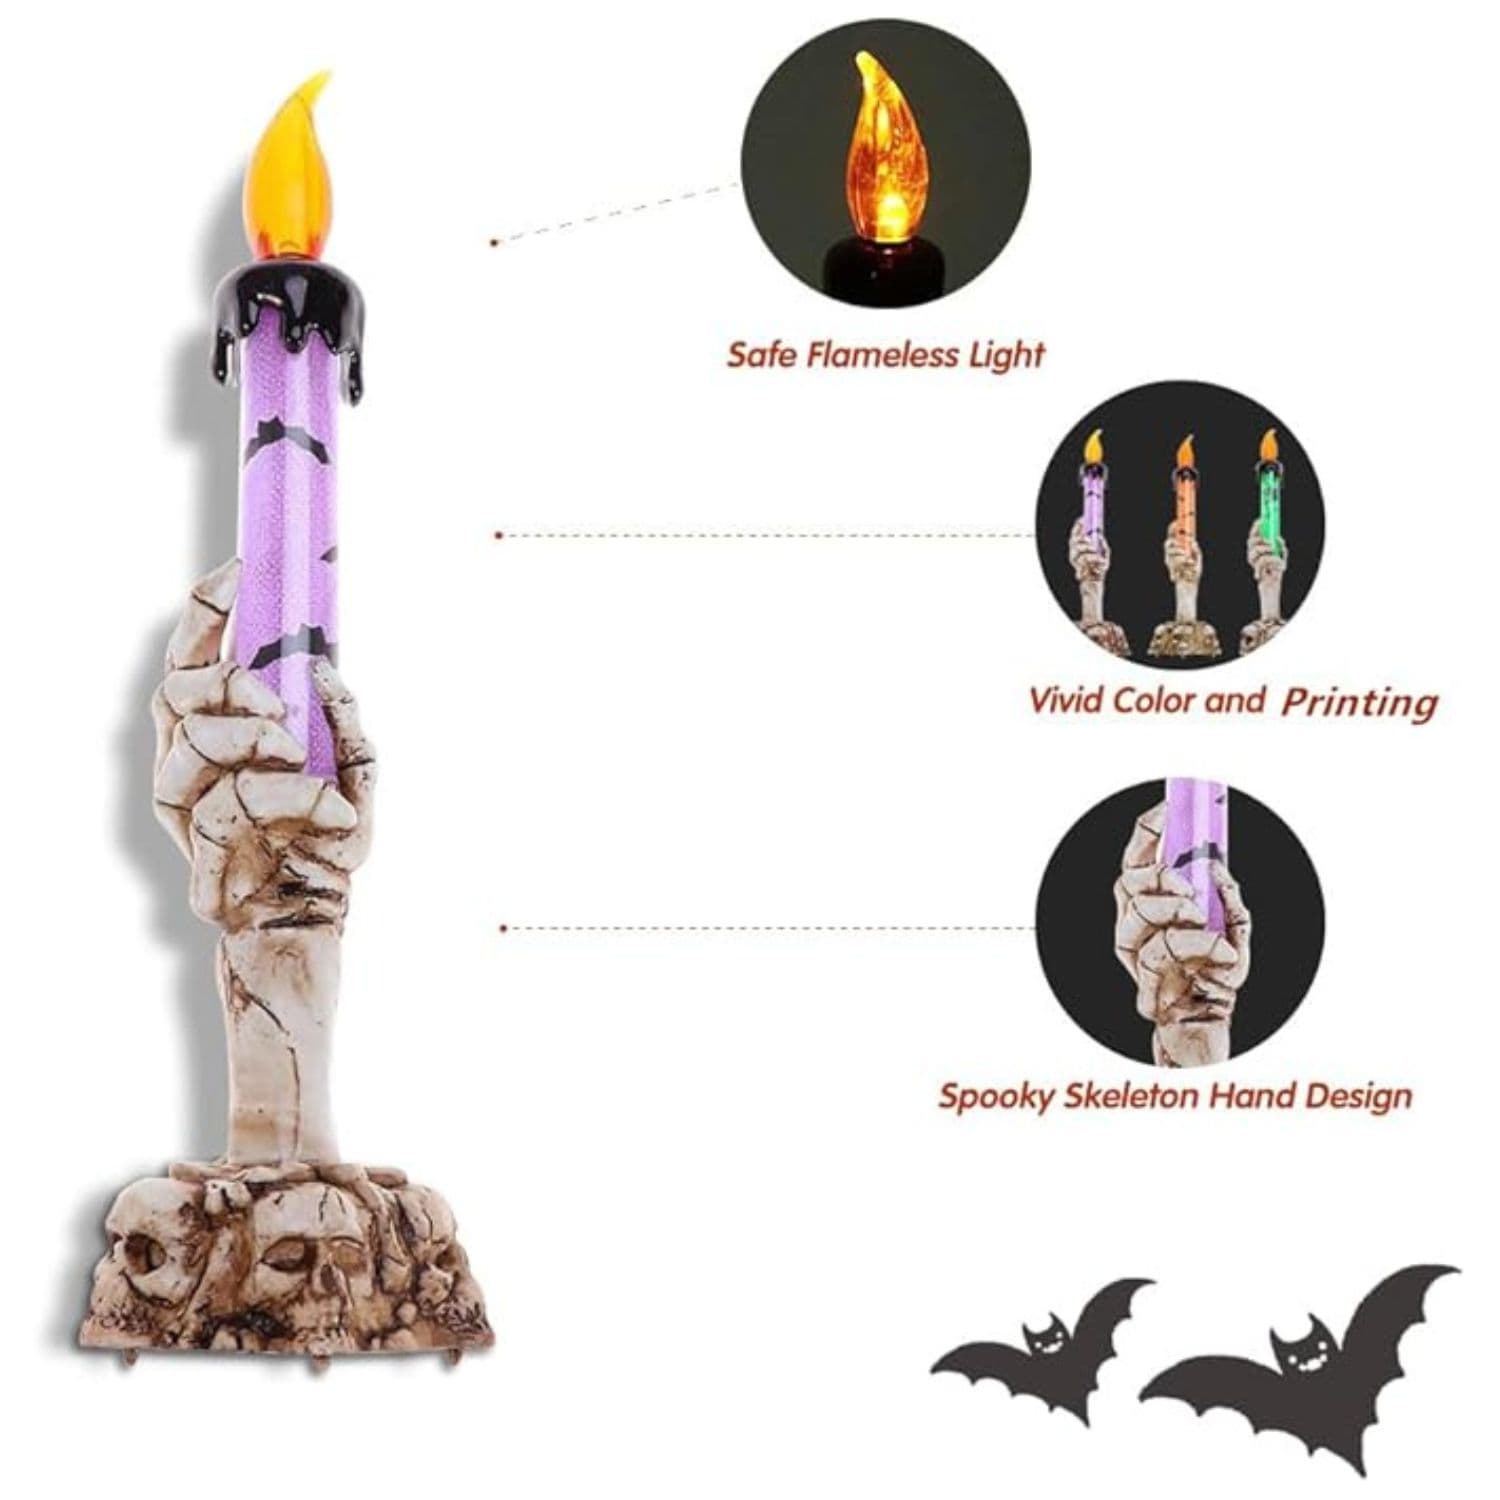 Safe Flameless Light
Vivid Color and Printing
Spooky Skeleton Hand Design